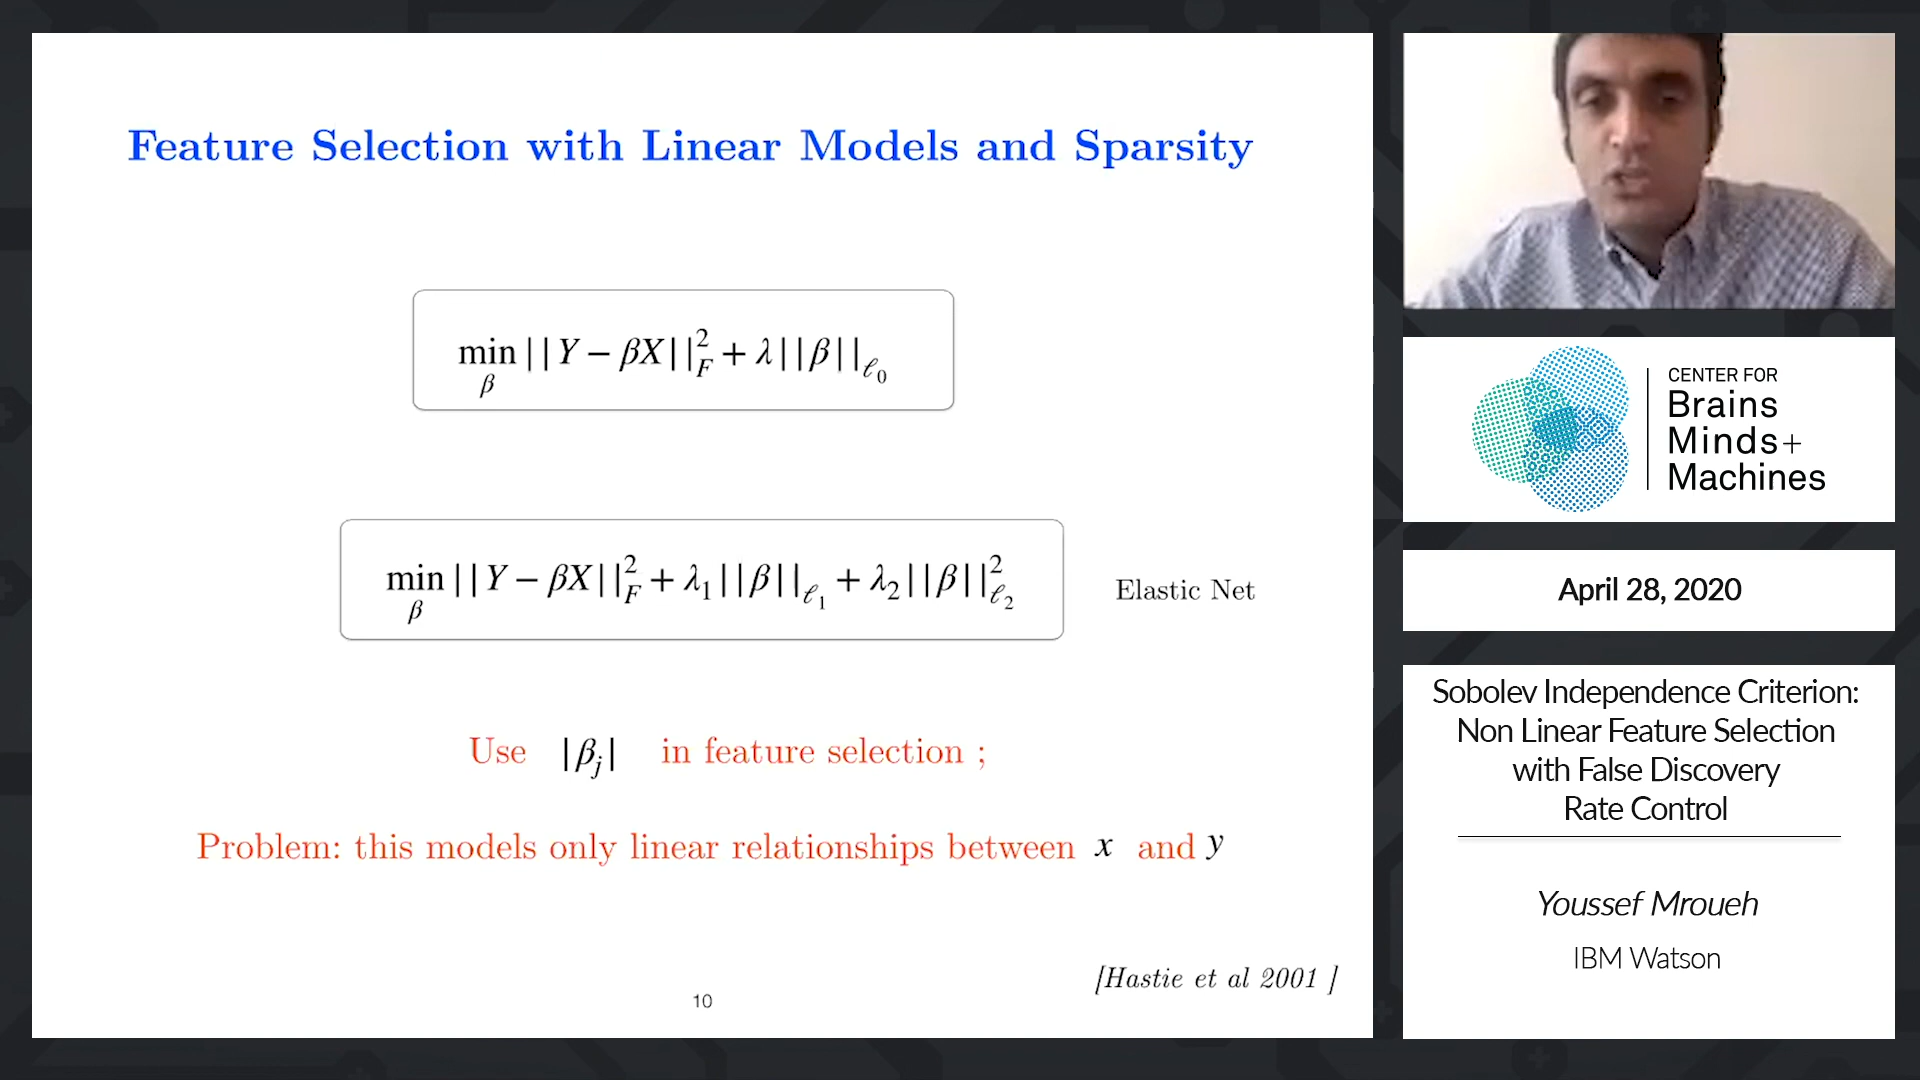 Feature Selection with Linear Models and Sparsity
min_β ||Y − βX||²_F + λ||β||_ℓ₀
min_β ||Y − βX||²_F + λ₁||β||_ℓ₁ + λ₂||β||²_ℓ₂
Elastic Net
Use |β_j| in feature selection ;
Problem: this models only linear relationships between x and y
[Hastie et al 2001 ]
10
CENTER FOR
Brains
Minds+
Machines
April 28, 2020
Sobolev Independence Criterion:
Non Linear Feature Selection
with False Discovery
Rate Control
Youssef Mroueh
IBM Watson